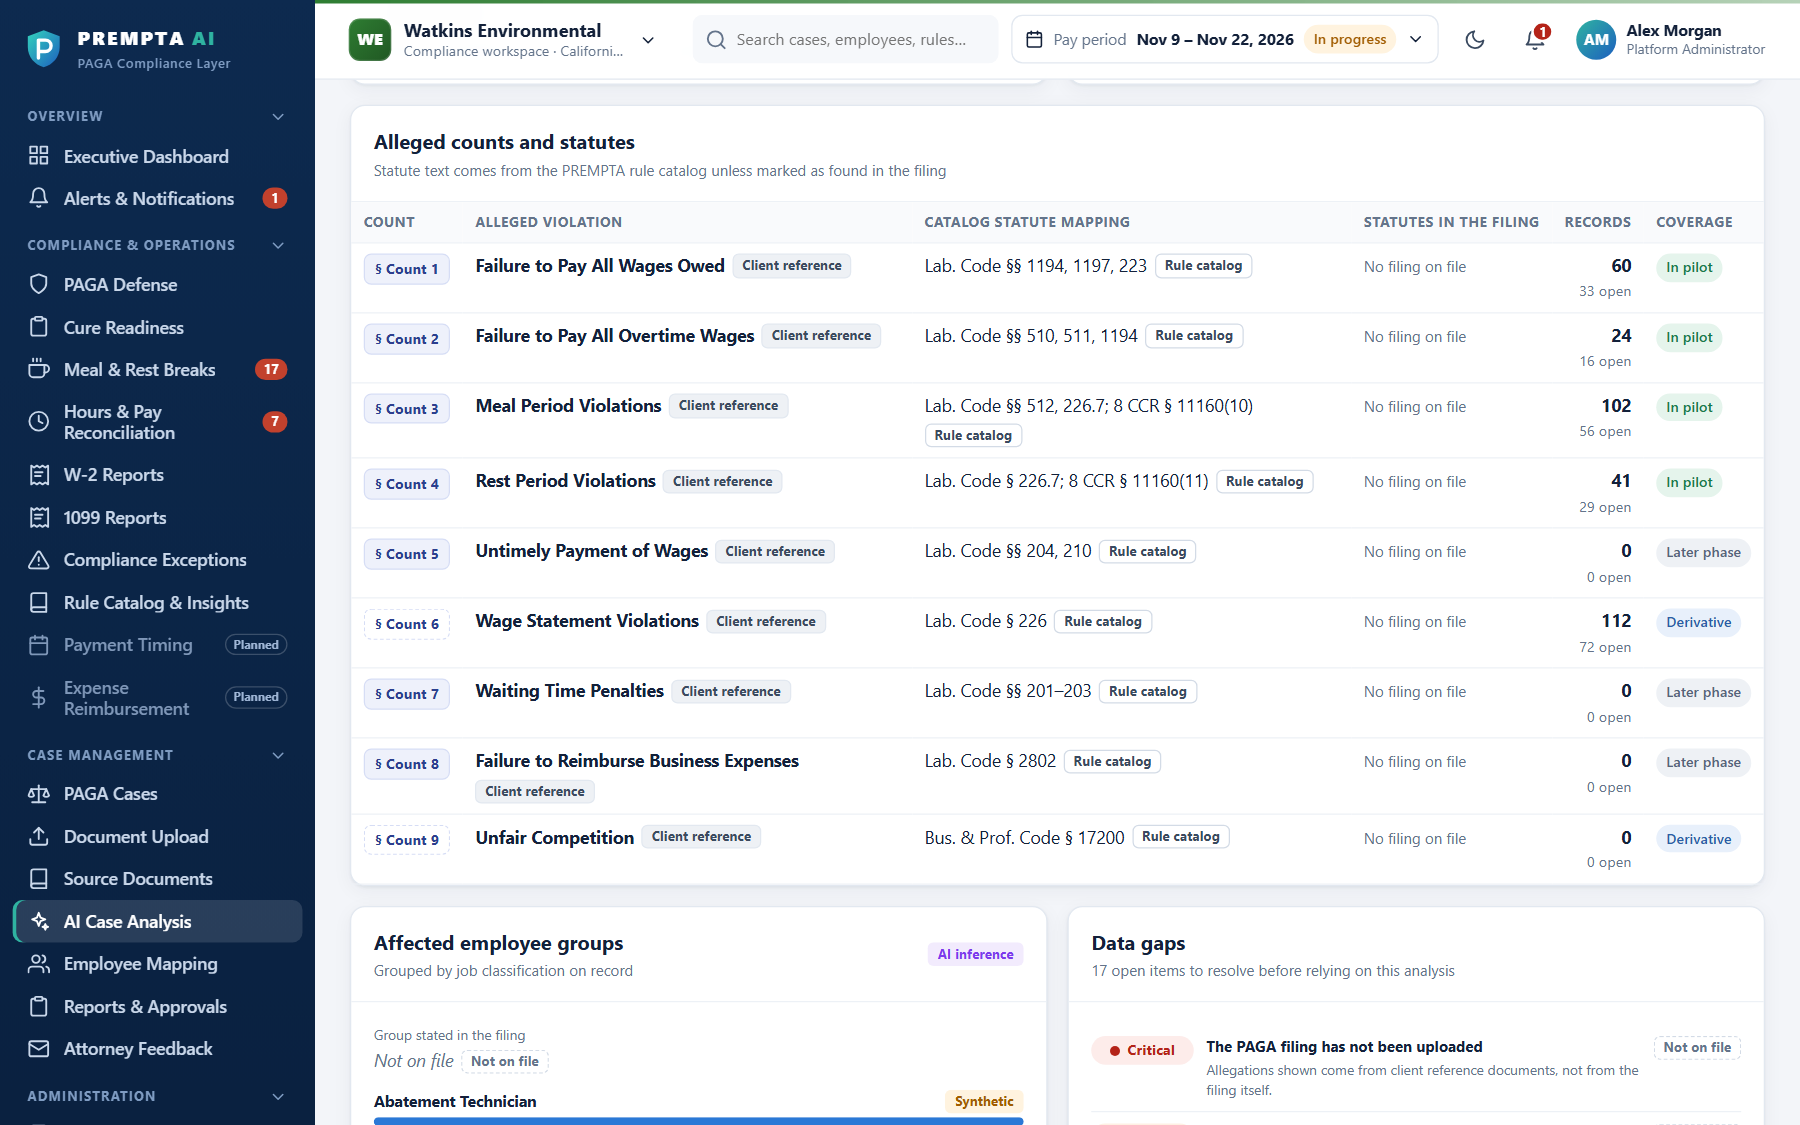 PREMPTA AI
PAGA Compliance Layer
OVERVIEW
Executive Dashboard
Alerts & Notifications 1
COMPLIANCE & OPERATIONS
PAGA Defense
Cure Readiness
Meal & Rest Breaks 17
Hours & Pay
Reconciliation 7
W-2 Reports
1099 Reports
Compliance Exceptions
Rule Catalog & Insights
Payment Timing Planned
Expense
Reimbursement Planned
CASE MANAGEMENT
PAGA Cases
Document Upload
Source Documents
AI Case Analysis
Employee Mapping
Reports & Approvals
Attorney Feedback
ADMINISTRATION
WE
Watkins Environmental
Compliance workspace · Californi...
Search cases, employees, rules...
Pay period Nov 9 – Nov 22, 2026 In progress
1
AM
Alex Morgan
Platform Administrator
Alleged counts and statutes
Statute text comes from the PREMPTA rule catalog unless marked as found in the filing
COUNT ALLEGED VIOLATION CATALOG STATUTE MAPPING STATUTES IN THE FILING RECORDS COVERAGE
§ Count 1 Failure to Pay All Wages Owed Client reference Lab. Code §§ 1194, 1197, 223 Rule catalog No filing on file 60 In pilot
33 open
§ Count 2 Failure to Pay All Overtime Wages Client reference Lab. Code §§ 510, 511, 1194 Rule catalog No filing on file 24 In pilot
16 open
§ Count 3 Meal Period Violations Client reference Lab. Code §§ 512, 226.7; 8 CCR § 11160(10) No filing on file 102 In pilot
Rule catalog 56 open
§ Count 4 Rest Period Violations Client reference Lab. Code § 226.7; 8 CCR § 11160(11) Rule catalog No filing on file 41 In pilot
29 open
§ Count 5 Untimely Payment of Wages Client reference Lab. Code §§ 204, 210 Rule catalog No filing on file 0 Later phase
0 open
§ Count 6 Wage Statement Violations Client reference Lab. Code § 226 Rule catalog No filing on file 112 Derivative
72 open
§ Count 7 Waiting Time Penalties Client reference Lab. Code §§ 201–203 Rule catalog No filing on file 0 Later phase
0 open
§ Count 8 Failure to Reimburse Business Expenses Lab. Code § 2802 Rule catalog No filing on file 0 Later phase
Client reference 0 open
§ Count 9 Unfair Competition Client reference Bus. & Prof. Code § 17200 Rule catalog No filing on file 0 Derivative
0 open
Affected employee groups
Grouped by job classification on record
AI inference
Group stated in the filing
Not on file Not on file
Abatement Technician Synthetic
Data gaps
17 open items to resolve before relying on this analysis
Critical The PAGA filing has not been uploaded Not on file
Allegations shown come from client reference documents, not from the
filing itself.